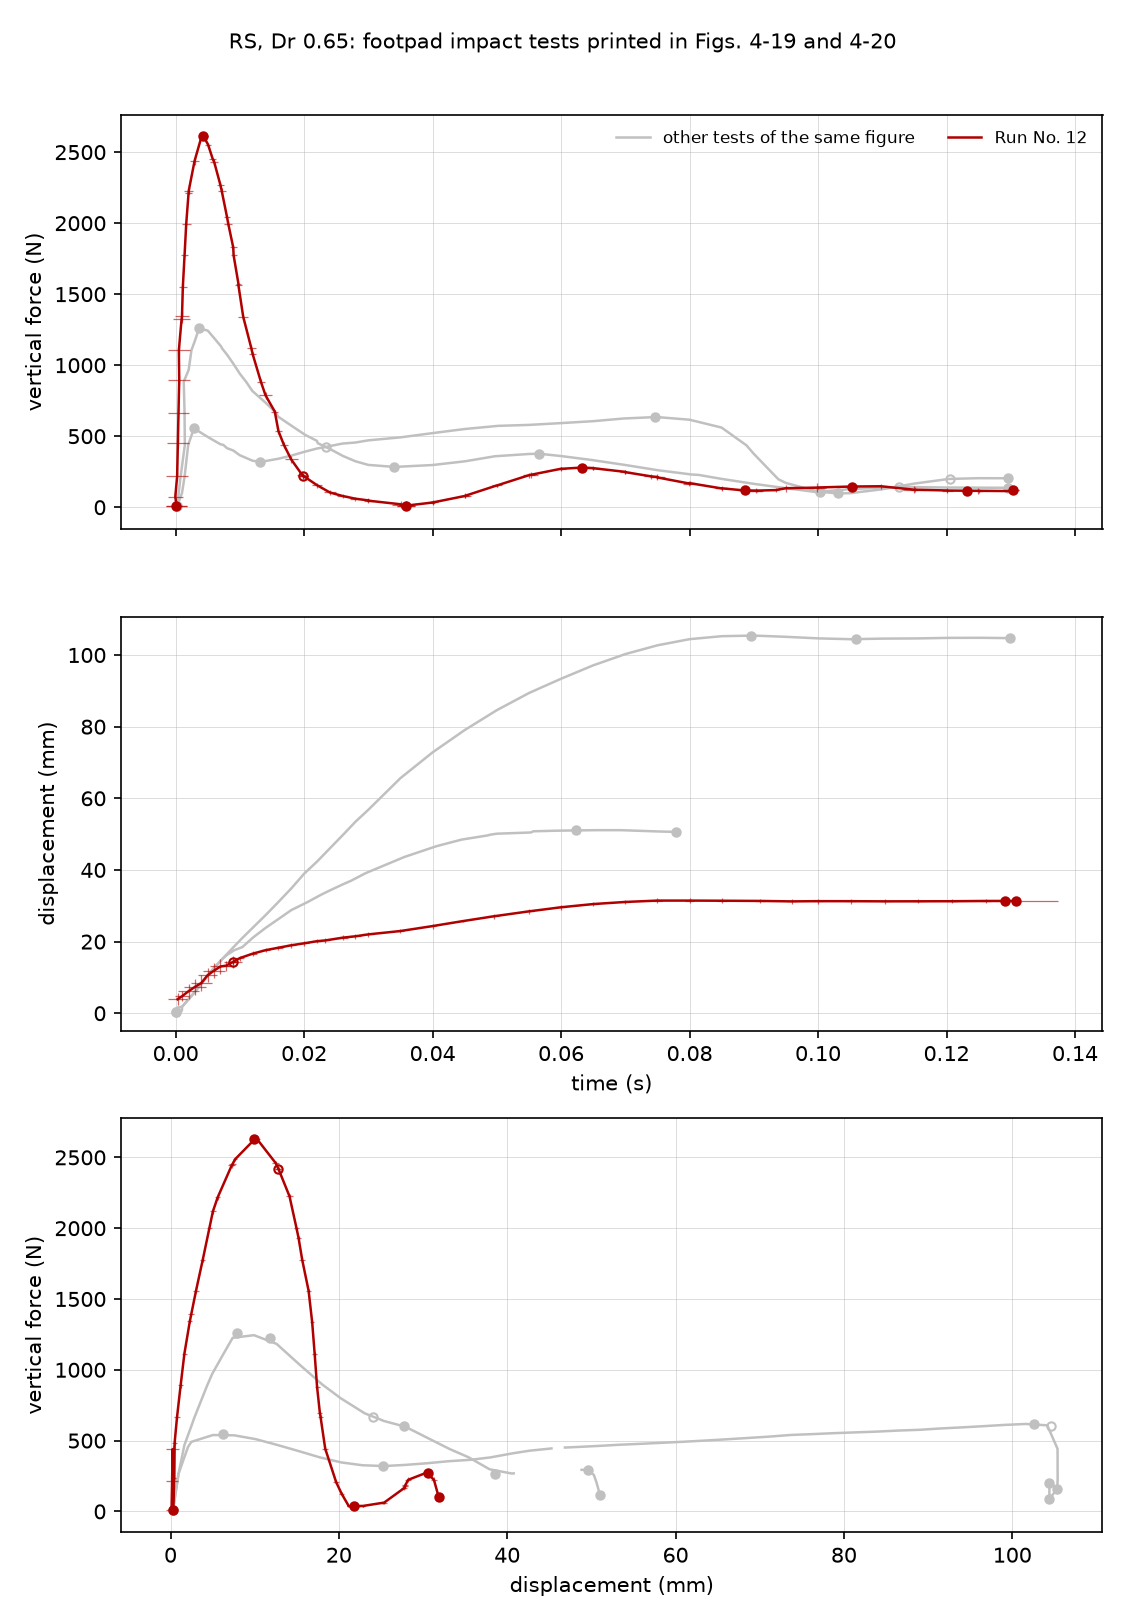 RS, Dr 0.65: footpad impact tests printed in Figs. 4-19 and 4-20
other tests of the same figure
Run No. 12
vertical force (N)
2500
2000
1500
1000
500
0
displacement (mm)
100
80
60
40
20
0
0.00 0.02 0.04 0.06 0.08 0.10 0.12 0.14
time (s)
vertical force (N)
2500
2000
1500
1000
500
0
0 20 40 60 80 100
displacement (mm)